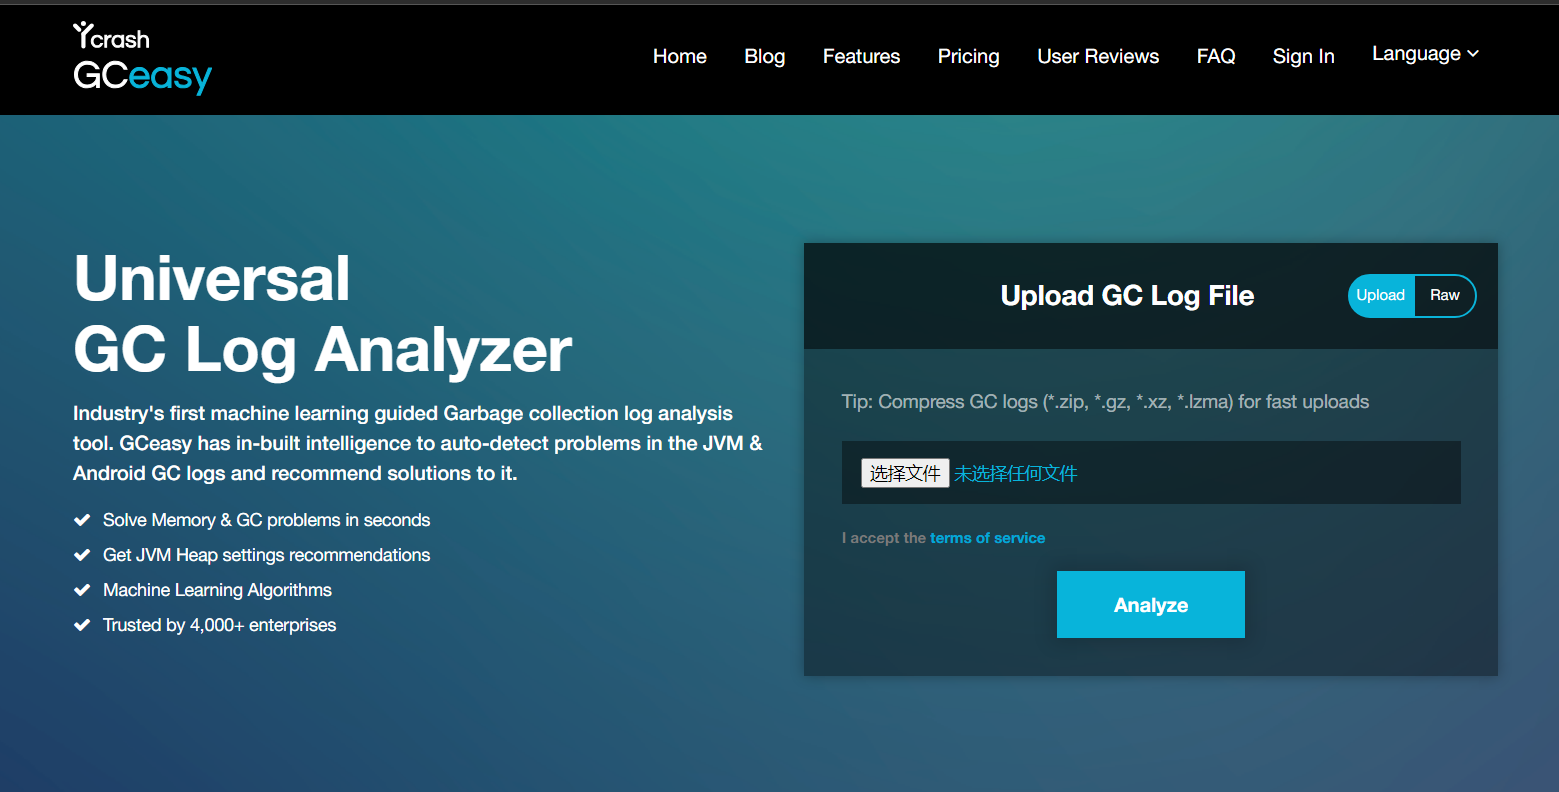 Ycrash
GCeasy
Home Blog Features Pricing User Reviews FAQ Sign In Language
Universal
GC Log Analyzer
Industry's first machine learning guided Garbage collection log analysis
tool. GCeasy has in-built intelligence to auto-detect problems in the JVM &
Android GC logs and recommend solutions to it.
Solve Memory & GC problems in seconds
Get JVM Heap settings recommendations
Machine Learning Algorithms
Trusted by 4,000+ enterprises
Upload GC Log File
Upload Raw
Tip: Compress GC logs (*.zip, *.gz, *.xz, *.lzma) for fast uploads
选择文件 未选择任何文件
I accept the terms of service
Analyze